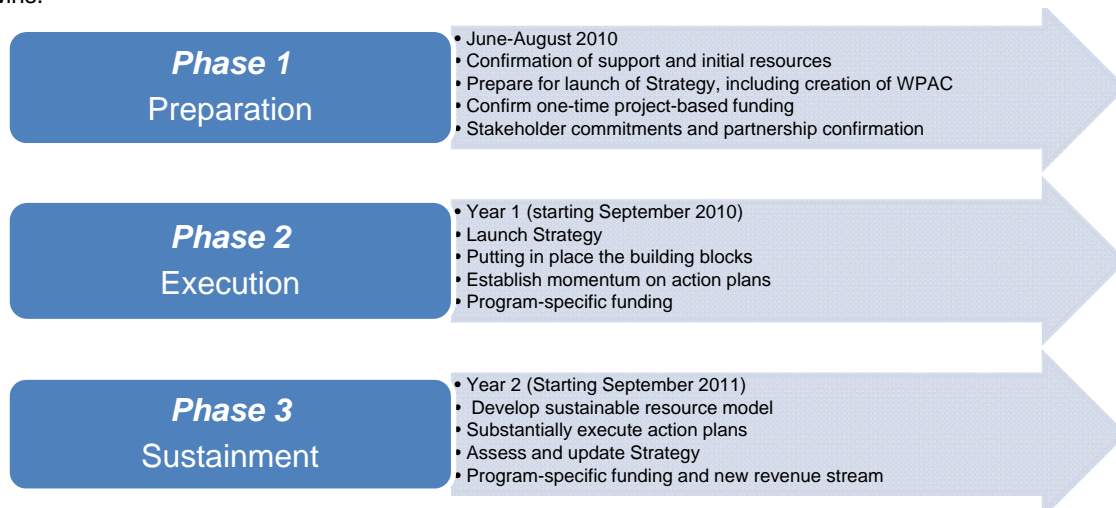 Phase 1
Preparation
• June-August 2010
• Confirmation of support and initial resources
• Prepare for launch of Strategy, including creation of WPAC
• Confirm one-time project-based funding
• Stakeholder commitments and partnership confirmation
Phase 2
Execution
• Year 1 (starting September 2010)
• Launch Strategy
• Putting in place the building blocks
• Establish momentum on action plans
• Program-specific funding
Phase 3
Sustainment
• Year 2 (Starting September 2011)
• Develop sustainable resource model
• Substantially execute action plans
• Assess and update Strategy
• Program-specific funding and new revenue stream